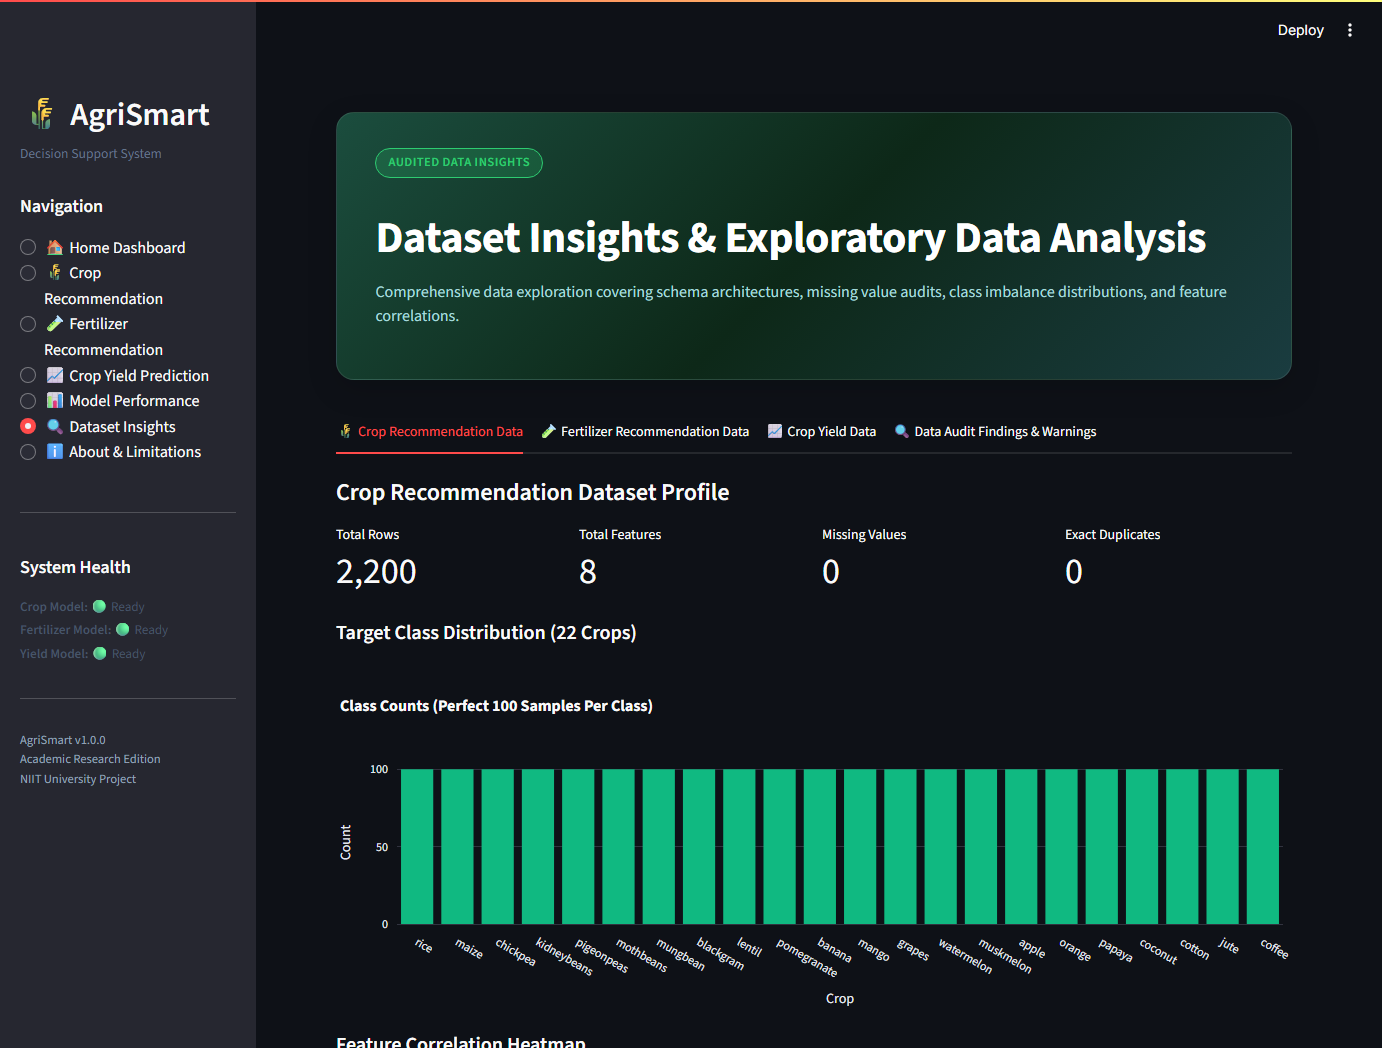 Deploy
AgriSmart
Decision Support System
Navigation
Home Dashboard
Crop
Recommendation
Fertilizer
Recommendation
Crop Yield Prediction
Model Performance
Dataset Insights
About & Limitations
System Health
Crop Model: Ready
Fertilizer Model: Ready
Yield Model: Ready
AgriSmart v1.0.0
Academic Research Edition
NIIT University Project
AUDITED DATA INSIGHTS
Dataset Insights & Exploratory Data Analysis
Comprehensive data exploration covering schema architectures, missing value audits, class imbalance distributions, and feature
correlations.
Crop Recommendation Data Fertilizer Recommendation Data Crop Yield Data Data Audit Findings & Warnings
Crop Recommendation Dataset Profile
Total Rows Total Features Missing Values Exact Duplicates
2,200 8 0 0
Target Class Distribution (22 Crops)
Class Counts (Perfect 100 Samples Per Class)
100
50
0
Count
rice maize chickpea kidneybeans pigeonpeas mothbeans mungbean blackgram lentil pomegranate banana mango grapes watermelon muskmelon apple orange papaya coconut cotton jute coffee
Crop
Feature Correlation Heatmap